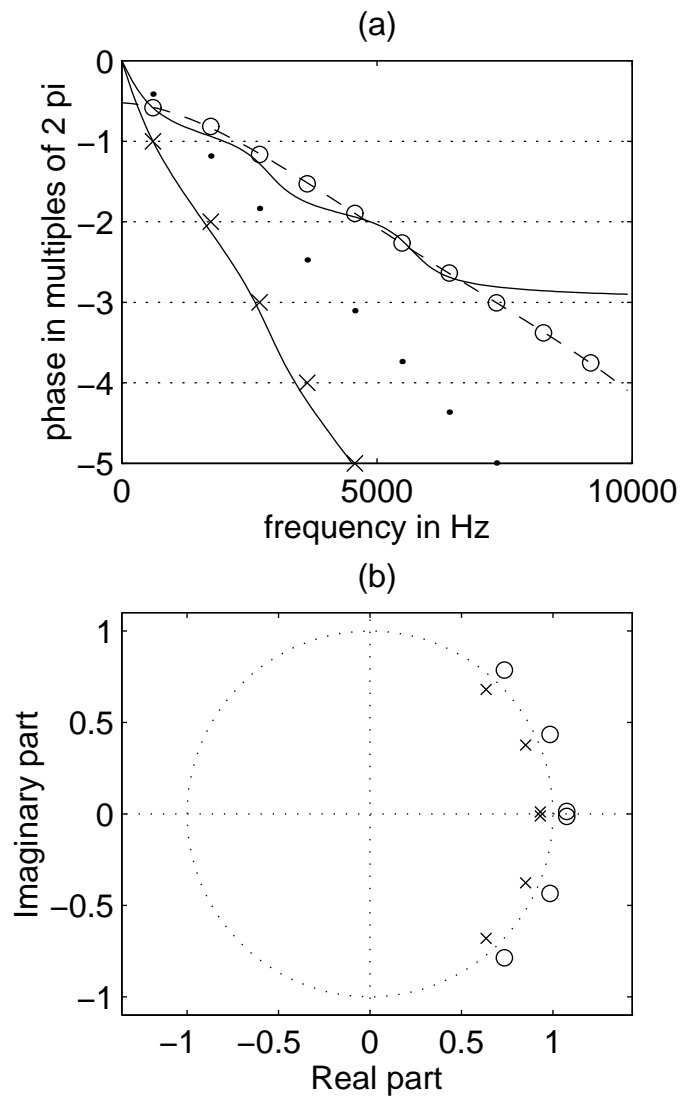 (a)
phase in multiples of 2 pi
0
−1
−2
−3
−4
−5
0 5000 10000
frequency in Hz
(b)
Imaginary part
1
0.5
0
−0.5
−1
−1 −0.5 0 0.5 1
Real part